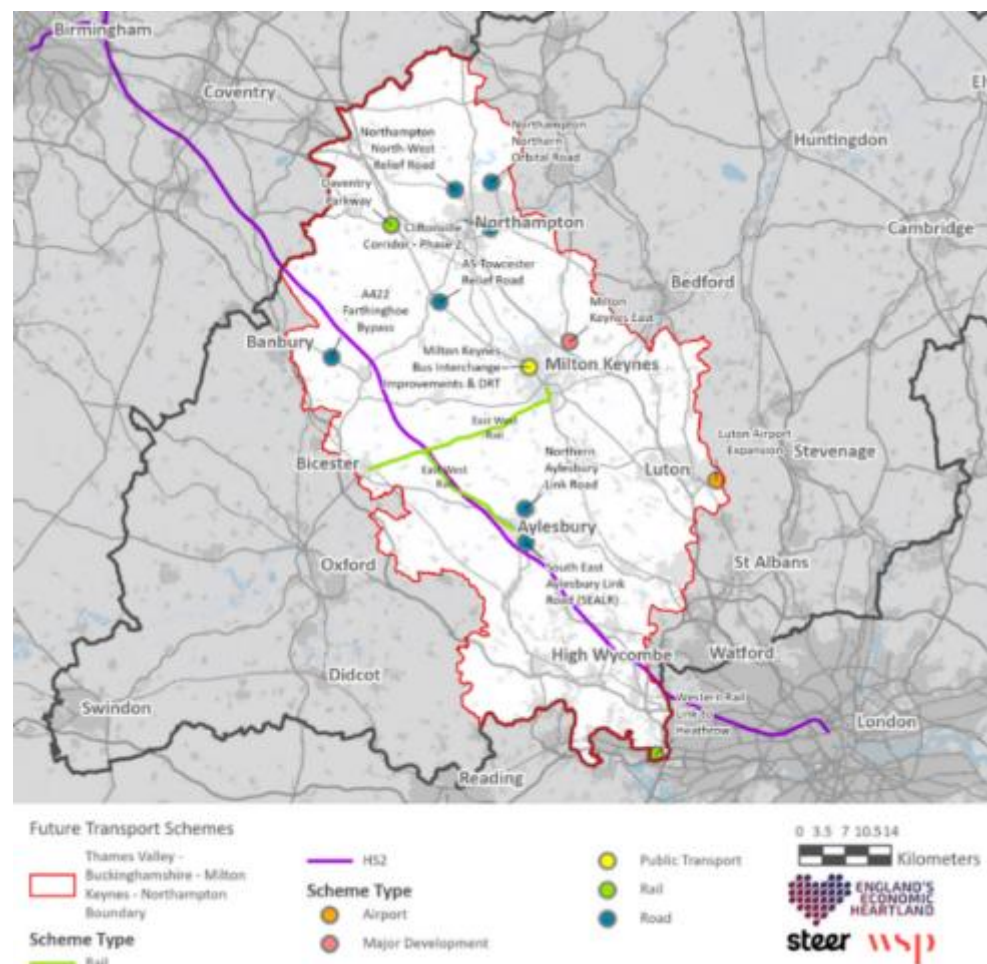 Birmingham
Coventry
Huntingdon
Northampton
North-West
Relief Road
Northampton
Northern
Orbital Road
Daventry
Parkway
Cliftonville
Corridor - Phase 2
Northampton
Cambridge
A5 Towcester
Relief Road
Bedford
A422
Farthinghoe
Bypass
Milton
Keynes East
Banbury
Milton Keynes
Bus Interchange
Improvements & DRT
Milton Keynes
East West
Rail
Luton Airport
Expansion
Stevenage
Bicester
East West
Rail
Northern
Aylesbury
Link Road
Luton
Aylesbury
Oxford
St Albans
South East
Aylesbury Link
Road (SEALR)
High Wycombe
Watford
Didcot
Swindon
Western Rail
Link to
Heathrow
London
Reading
Future Transport Schemes
Thames Valley -
Buckinghamshire - Milton
Keynes - Northampton
Boundary
Scheme Type
Rail
HS2
Scheme Type
Airport
Major Development
Public Transport
Rail
Road
0 3.5 7 10.5 14
Kilometers
ENGLAND'S
ECONOMIC
HEARTLAND
steer wsp